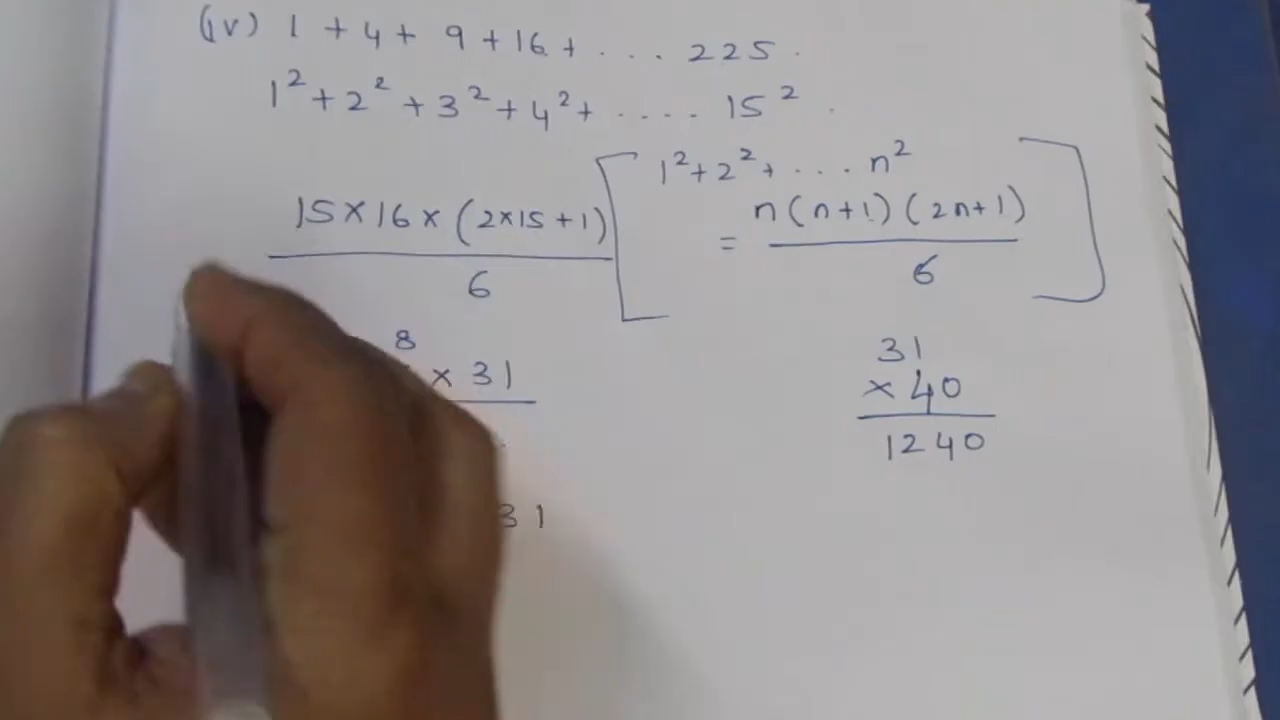 (iv) 1 + 4 + 9 + 16 + . . . 225 .
1² + 2² + 3² + 4² + . . . . 15² .
15 × 16 × (2×15 + 1)
6
[ 1² + 2² + . . . n²
= n(n+1)(2n+1) ]
6
8
× 31
31
31
× 40
1240